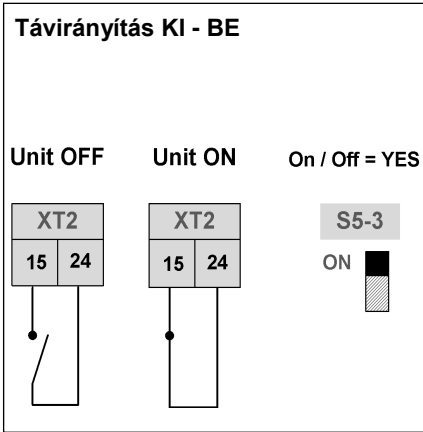 Távirányítás KI - BE
Unit OFF Unit ON On / Off = YES
XT2 XT2 S5-3
15 24 15 24 ON